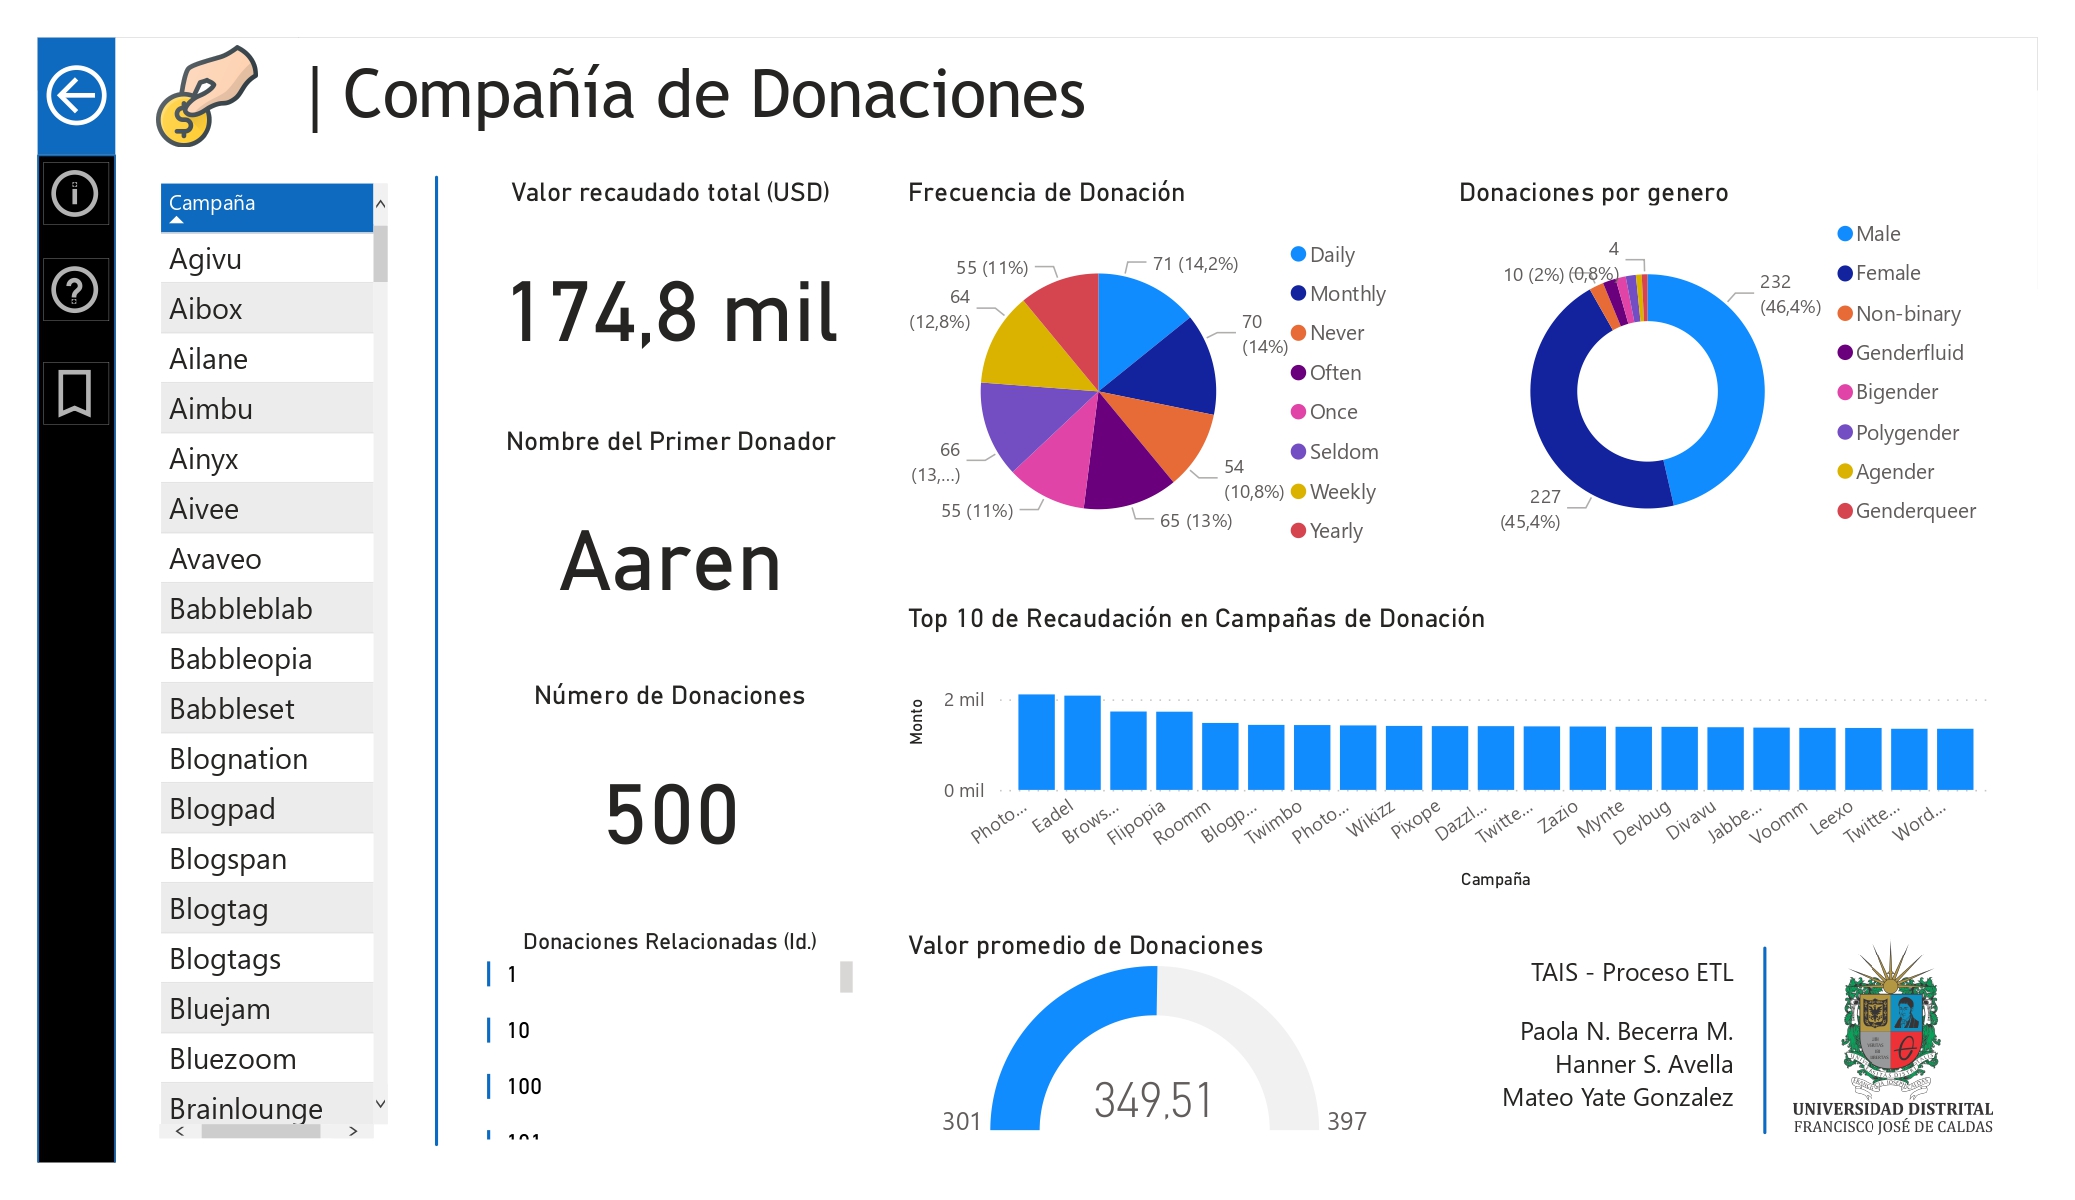 | Compañía de Donaciones
Campaña
Agivu
Aibox
Ailane
Aimbu
Ainyx
Aivee
Avaveo
Babbleblab
Babbleopia
Babbleset
Blognation
Blogpad
Blogspan
Blogtag
Blogtags
Bluejam
Bluezoom
Brainlounge
Valor recaudado total (USD)
174,8 mil
Nombre del Primer Donador
Aaren
Número de Donaciones
500
Donaciones Relacionadas (Id.)
1
10
100
101
Frecuencia de Donación
71 (14,2%)
70
(14%)
54
(10,8%)
65 (13%)
55 (11%)
66
(13,...)
64
(12,8%)
55 (11%)
Daily
Monthly
Never
Often
Once
Seldom
Weekly
Yearly
Donaciones por genero
232
(46,4%)
227
(45,4%)
10 (2%)
4
(0,8%)
Male
Female
Non-binary
Genderfluid
Bigender
Polygender
Agender
Genderqueer
Top 10 de Recaudación en Campañas de Donación
Monto
2 mil
0 mil
Photo...
Eadel
Brows...
Flipopia
Roomm
Blogp...
Twimbo
Photo...
Wikizz
Pixope
Dazzl...
Twitte...
Zazio
Mynte
Devbug
Divavu
Jabbe...
Voomm
Leexo
Twitte...
Word...
Campaña
Valor promedio de Donaciones
301
349,51
397
TAIS - Proceso ETL
Paola N. Becerra M.
Hanner S. Avella
Mateo Yate Gonzalez
UNIVERSIDAD DISTRITAL
FRANCISCO JOSÉ DE CALDAS